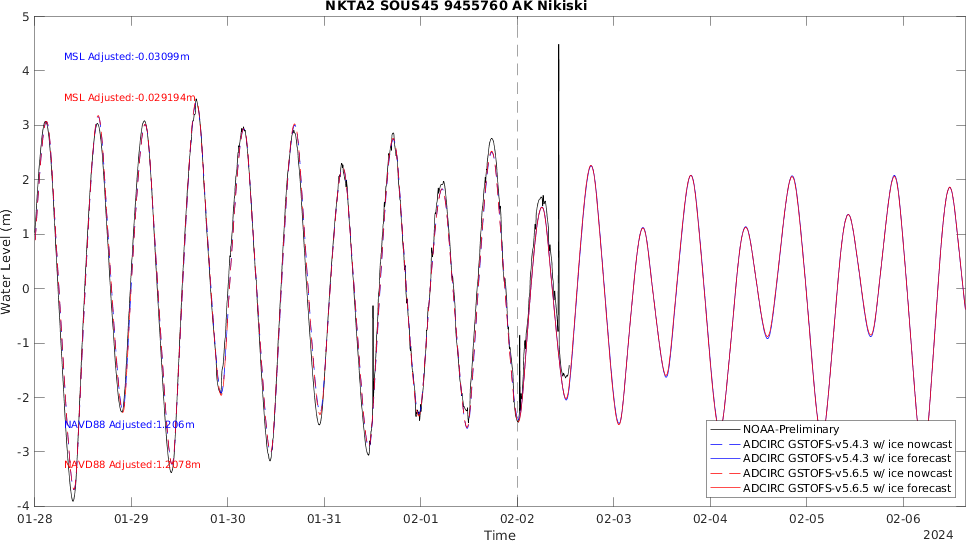 NKTA2 SOUS45 9455760 AK Nikiski
5
4
3
2
1
0
-1
-2
-3
-4
Water Level (m)
MSL Adjusted:-0.03099m
MSL Adjusted:-0.029194m
NAVD88 Adjusted:1.206m
NAVD88 Adjusted:1.2078m
NOAA-Preliminary
ADCIRC GSTOFS-v5.4.3 w/ ice nowcast
ADCIRC GSTOFS-v5.4.3 w/ ice forecast
ADCIRC GSTOFS-v5.6.5 w/ ice nowcast
ADCIRC GSTOFS-v5.6.5 w/ ice forecast
01-28 01-29 01-30 01-31 02-01 02-02 02-03 02-04 02-05 02-06
Time
2024